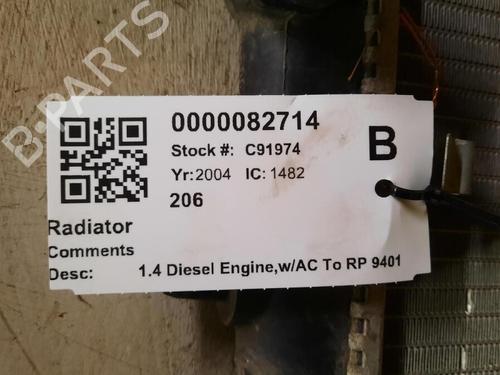 0000082714
Stock #: C91974
B
Yr:2004 IC:1482
206
Radiator
Comments
Desc: 1.4 Diesel Engine,w/AC To RP 9401
B-PARTS